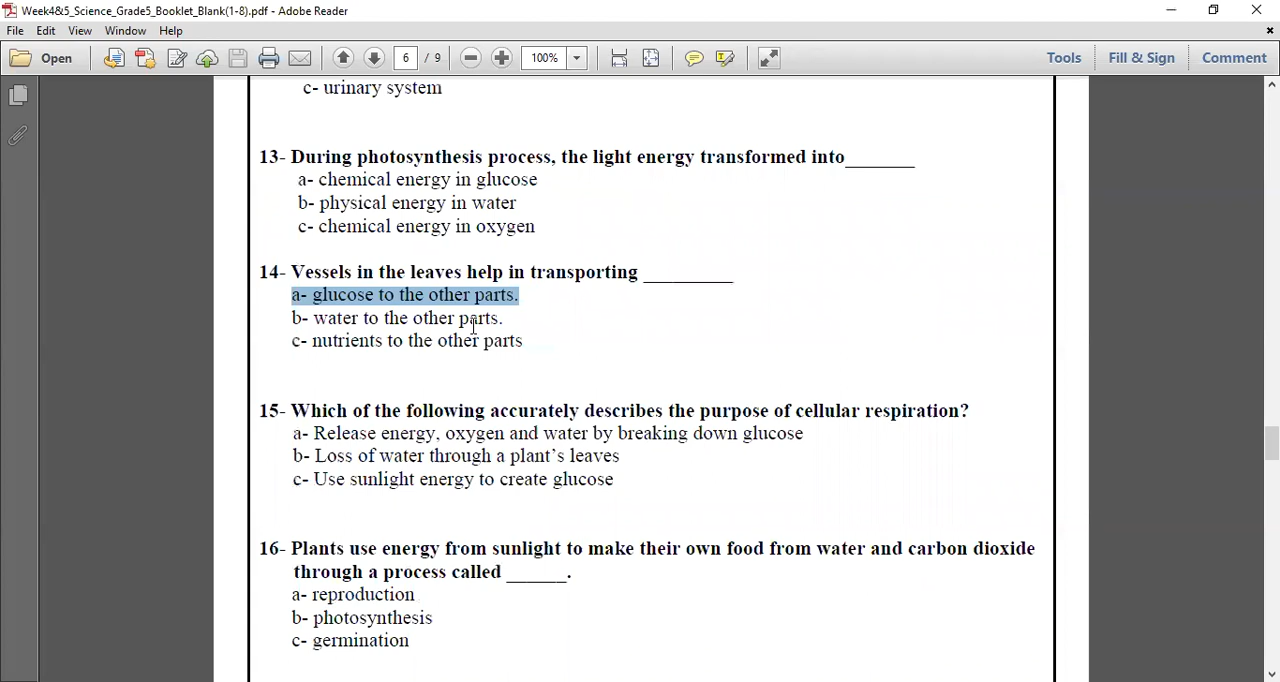 Week4&5_Science_Grade5_Booklet_Blank(1-8).pdf - Adobe Reader
File Edit View Window Help
Open 6 / 9 100% Tools Fill & Sign Comment
c- urinary system
13- During photosynthesis process, the light energy transformed into_______
a- chemical energy in glucose
b- physical energy in water
c- chemical energy in oxygen
14- Vessels in the leaves help in transporting _________
a- glucose to the other parts.
b- water to the other parts.
c- nutrients to the other parts
15- Which of the following accurately describes the purpose of cellular respiration?
a- Release energy, oxygen and water by breaking down glucose
b- Loss of water through a plant’s leaves
c- Use sunlight energy to create glucose
16- Plants use energy from sunlight to make their own food from water and carbon dioxide
through a process called ______.
a- reproduction
b- photosynthesis
c- germination